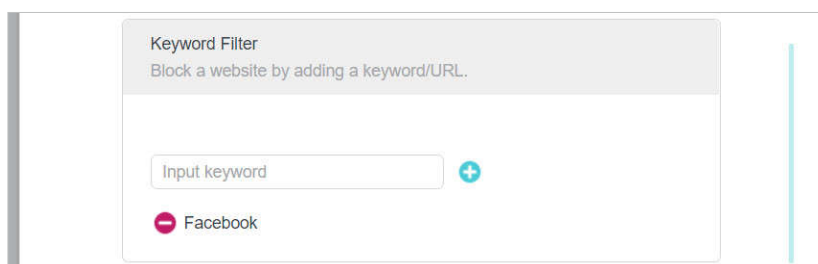 Keyword Filter
Block a website by adding a keyword/URL.
Input keyword
Facebook